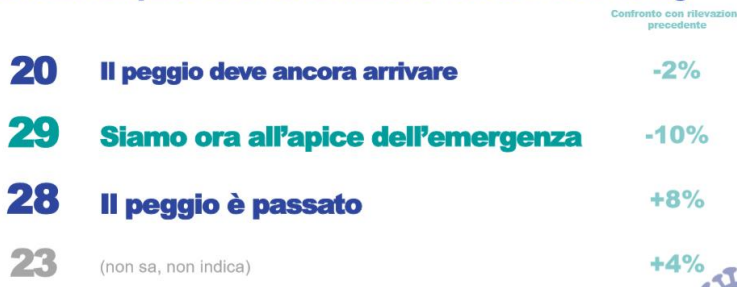 Confronto con rilevazion
precedente
20 Il peggio deve ancora arrivare -2%
29 Siamo ora all'apice dell'emergenza -10%
28 Il peggio è passato +8%
23 (non sa, non indica) +4%